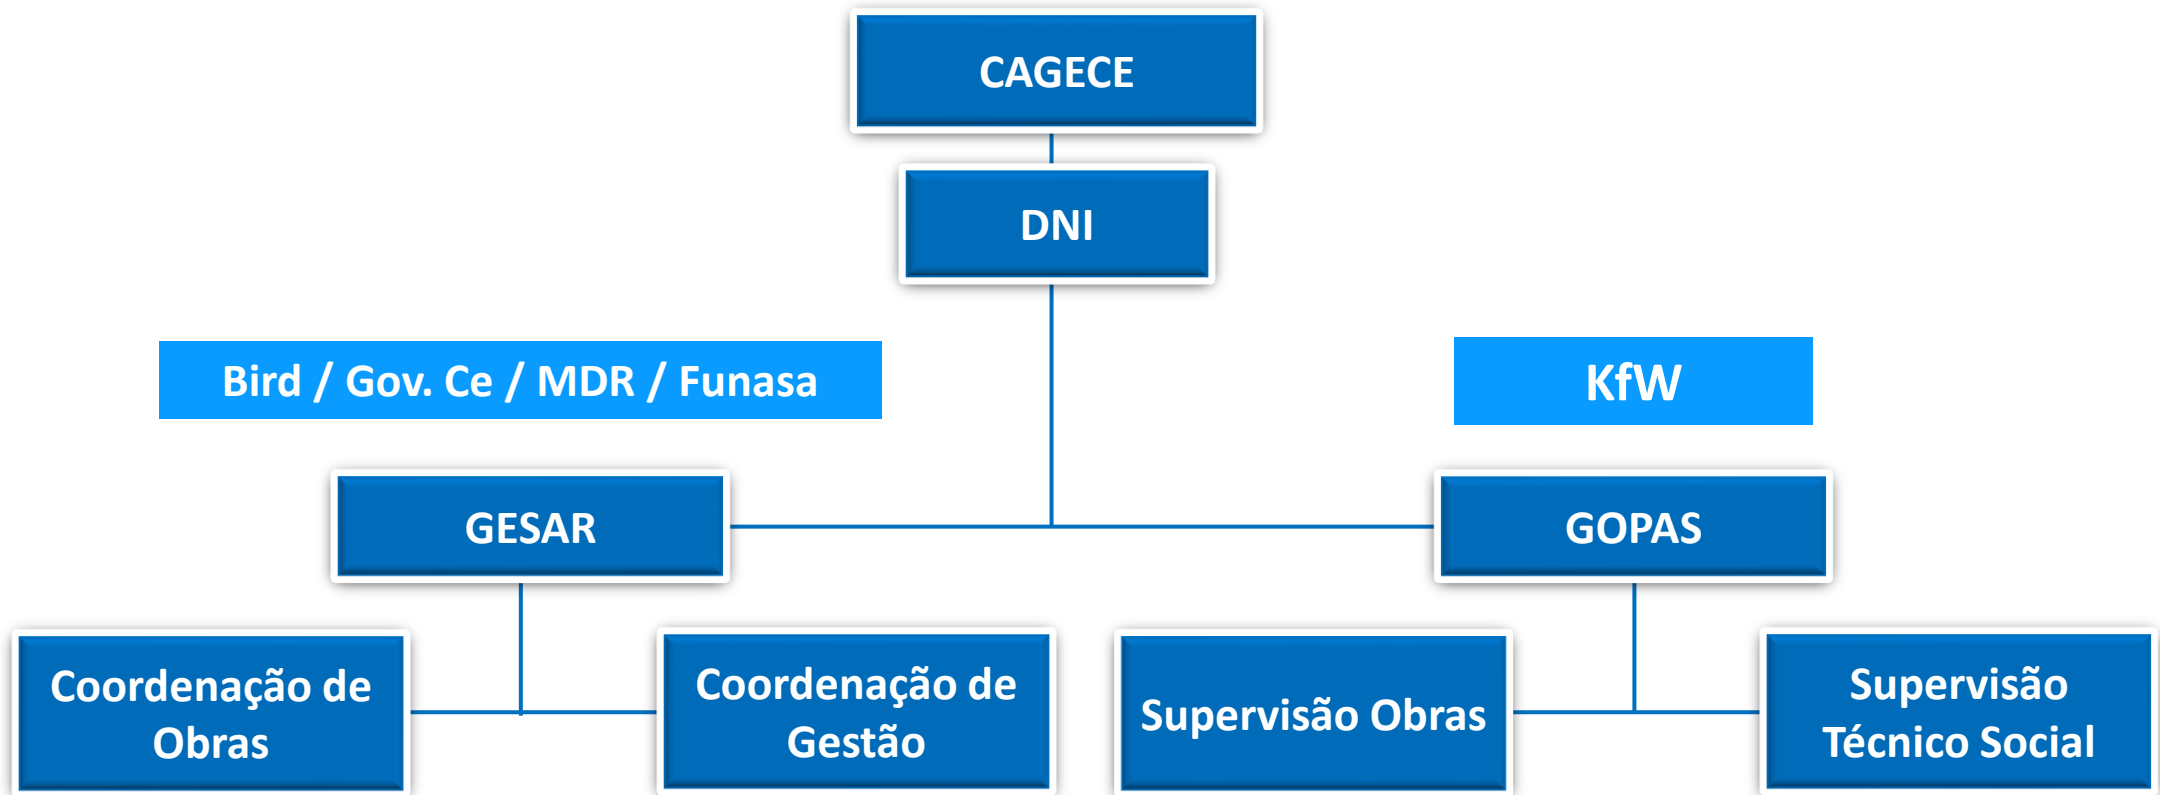 CAGECE
DNI
Bird / Gov. Ce / MDR / Funasa
KfW
GESAR
GOPAS
Coordenação de
Obras
Coordenação de
Gestão
Supervisão Obras
Supervisão
Técnico Social